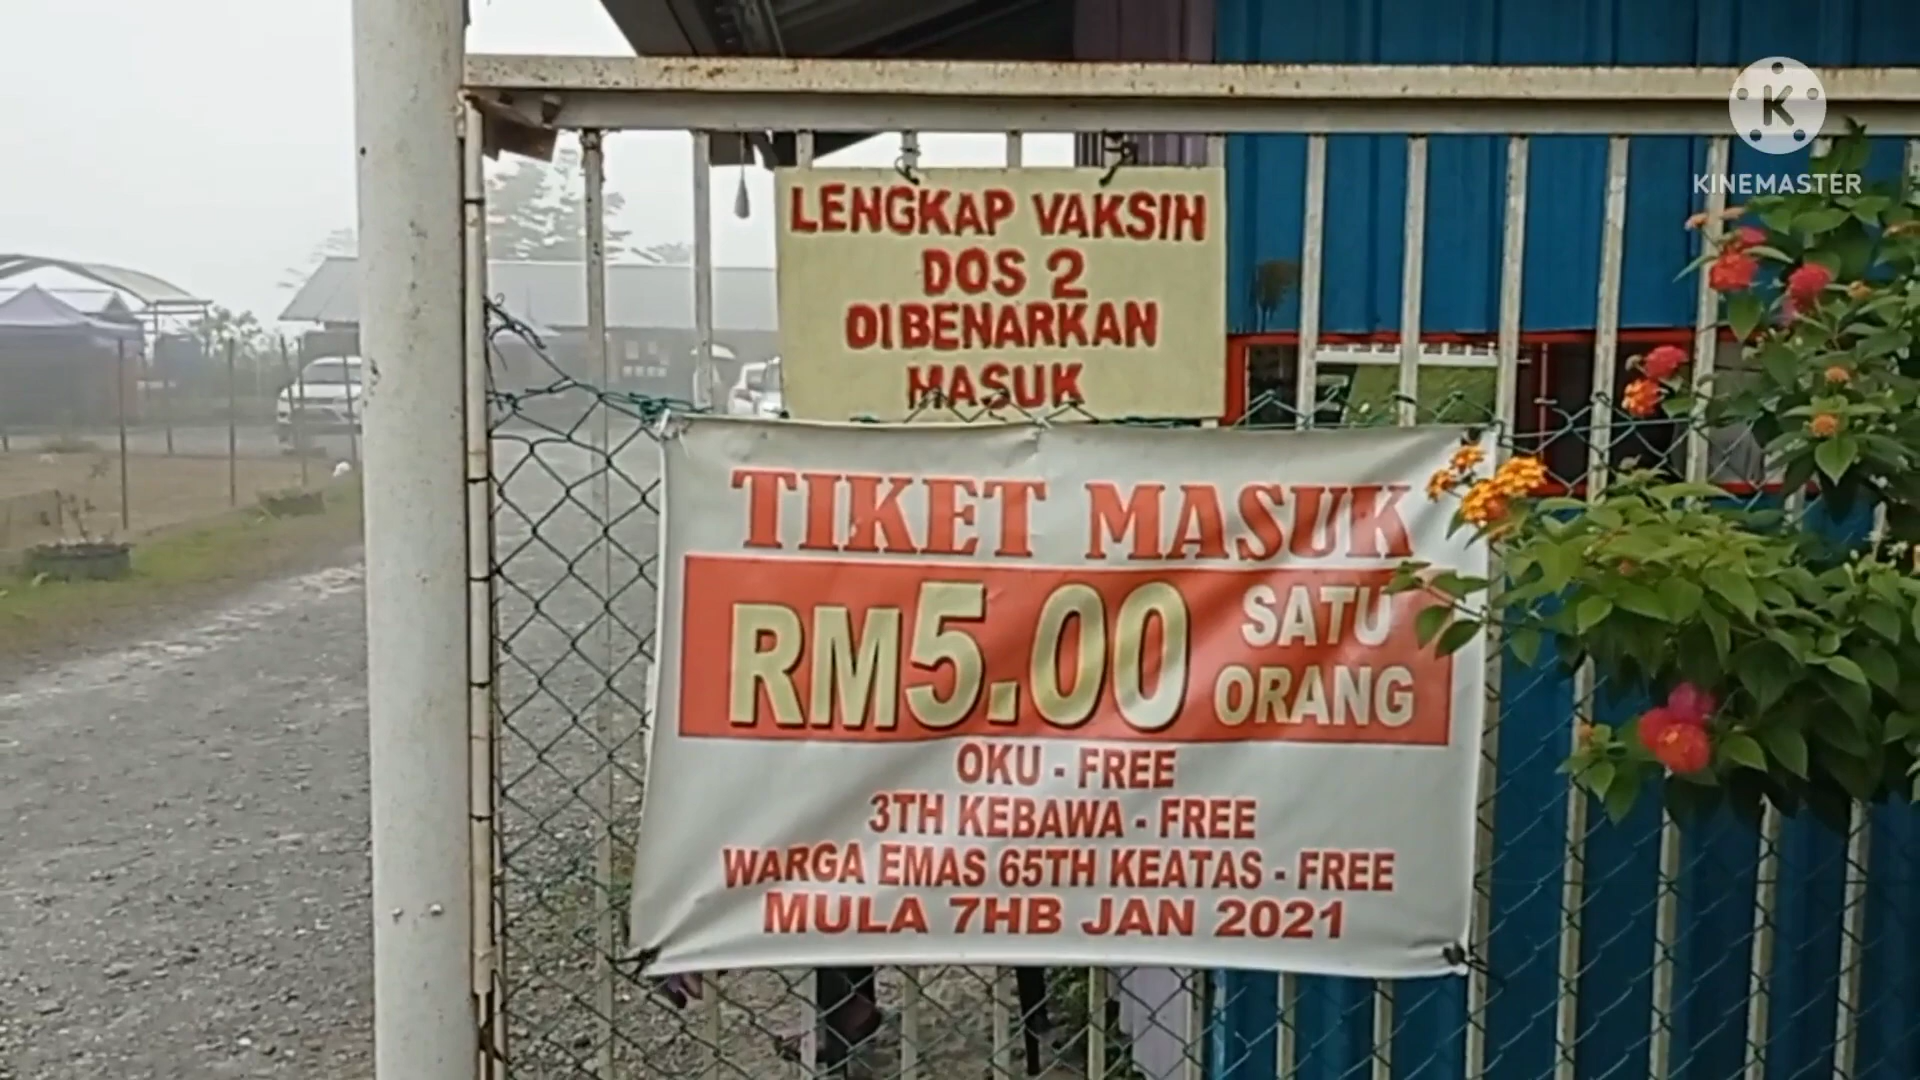 LENGKAP VAKSIN
DOS 2
DIBENARKAN
MASUK
TIKET MASUK
RM5.00 SATU ORANG
OKU - FREE
3TH KEBAWA - FREE
WARGA EMAS 65TH KEATAS - FREE
MULA 7HB JAN 2021
K
KINEMASTER